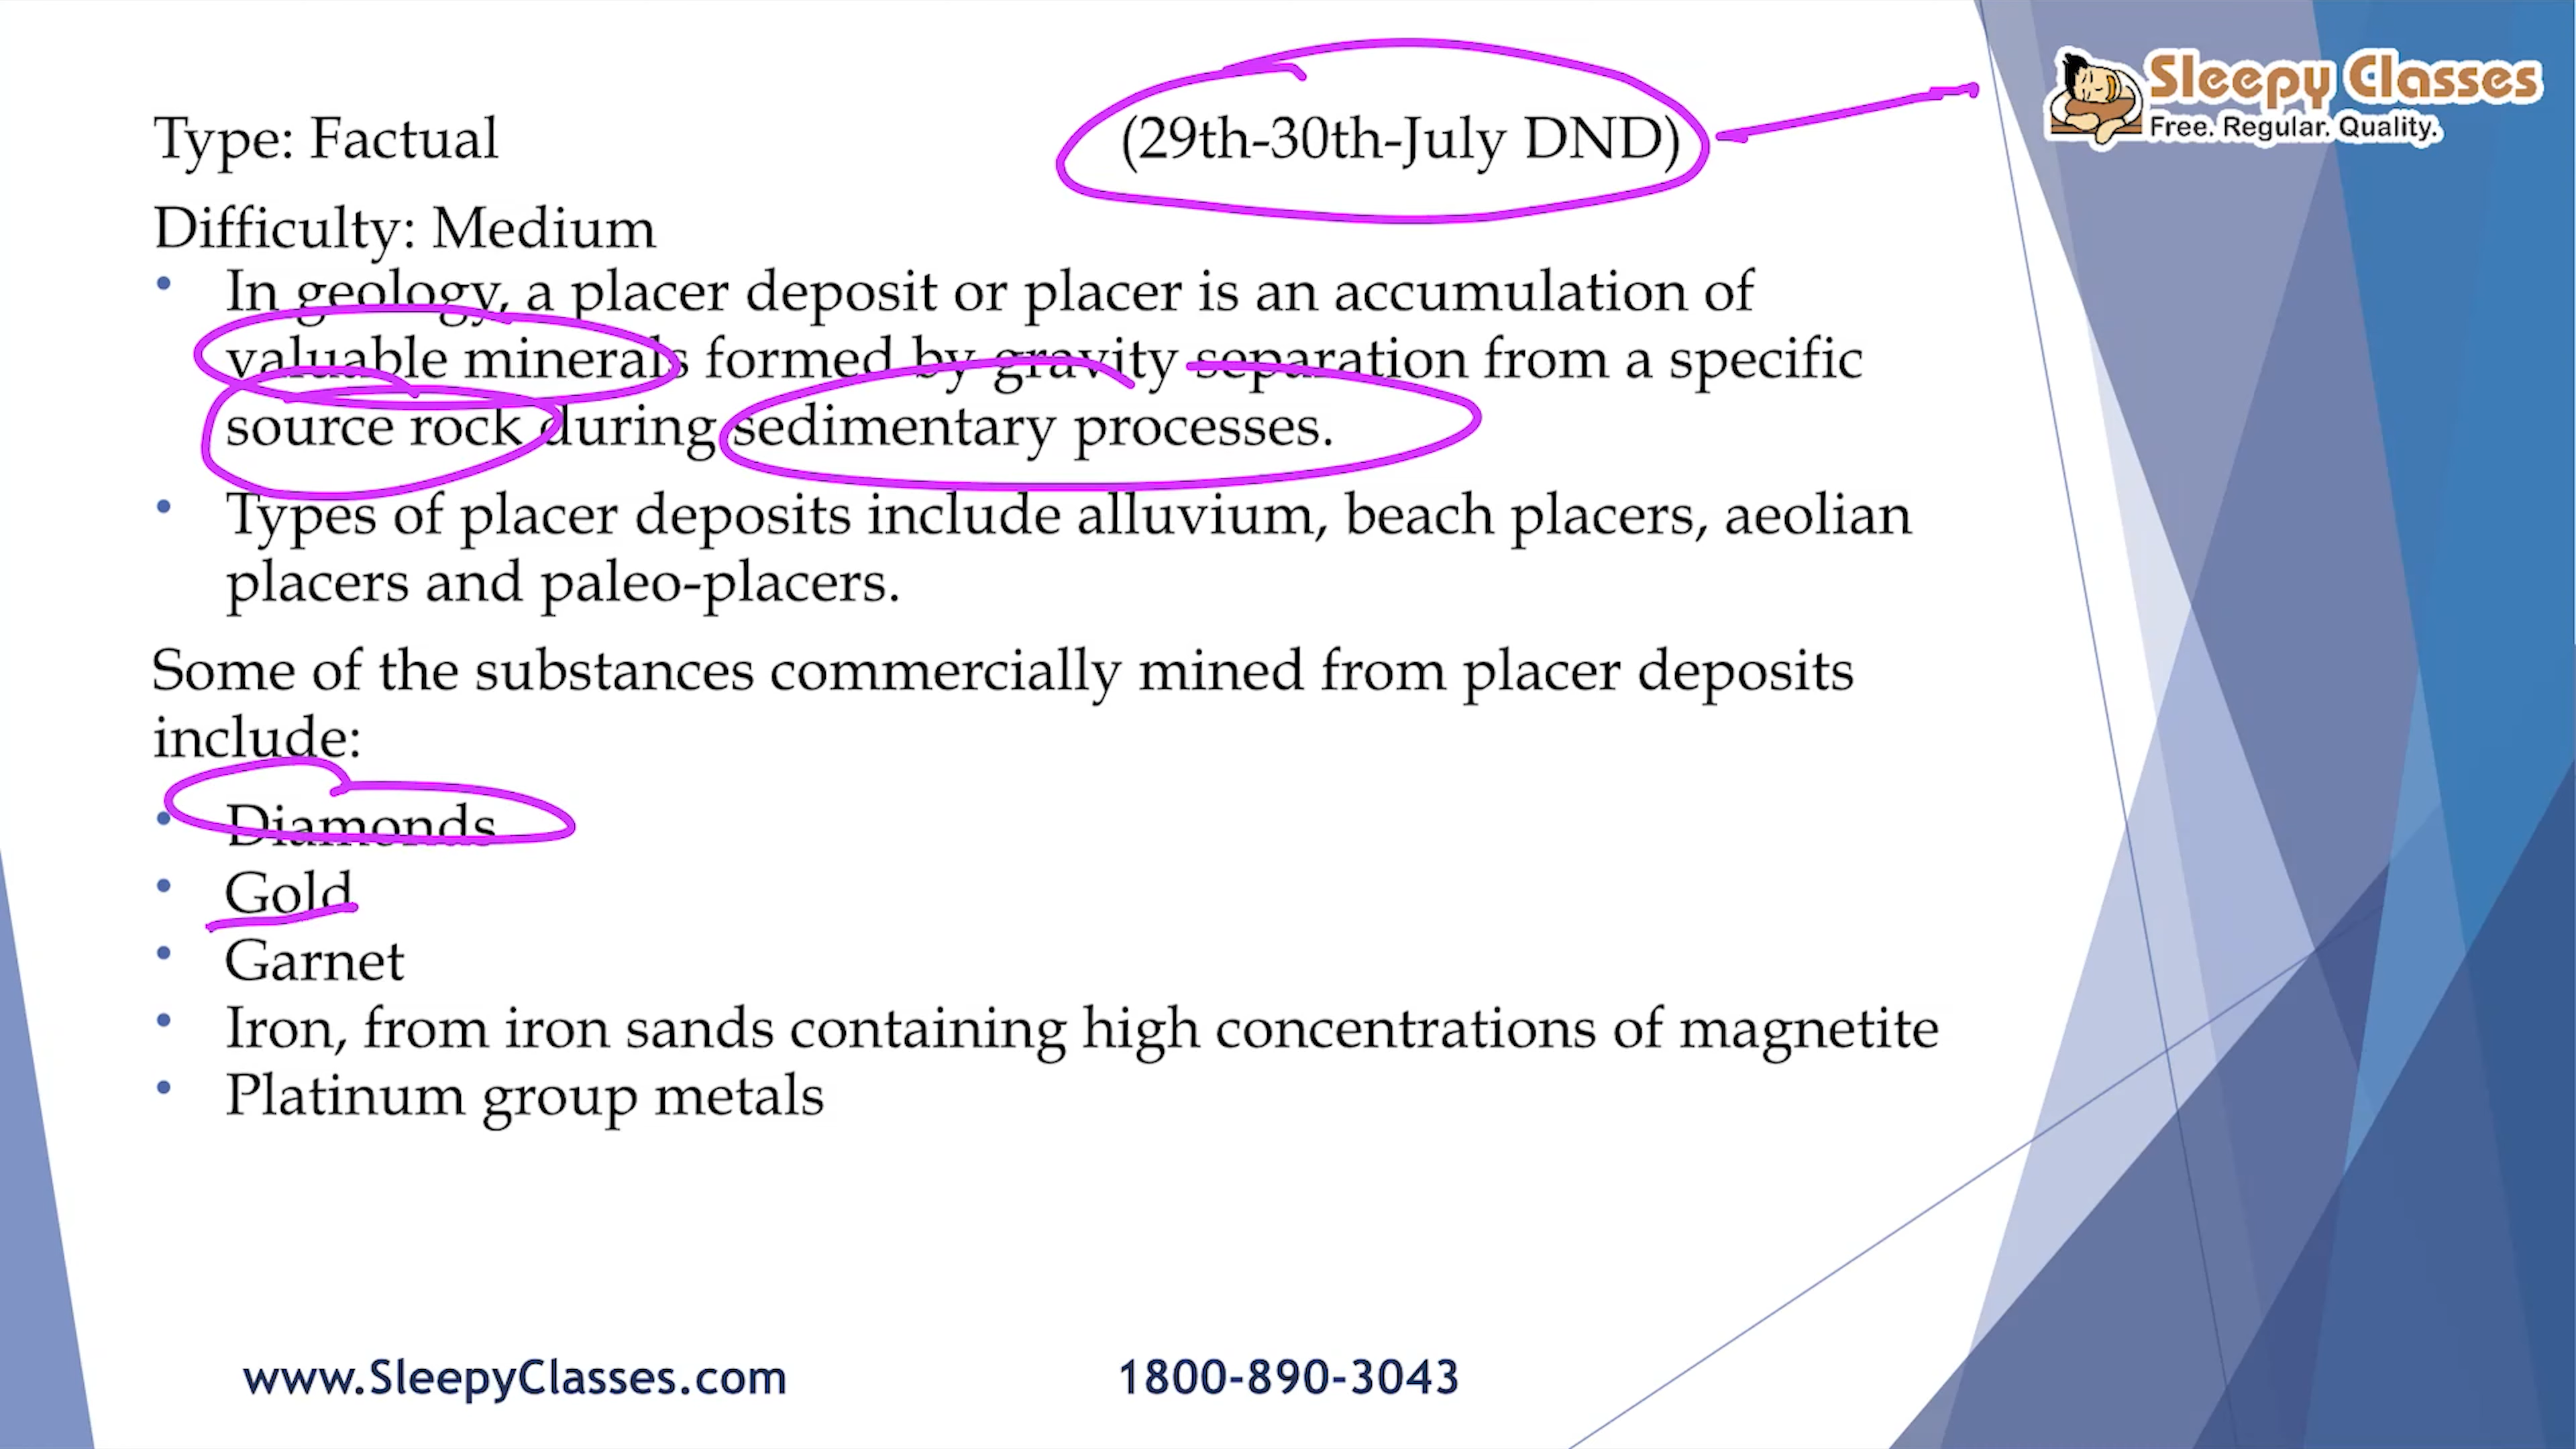 Sleepy Classes
Free. Regular. Quality.
Type: Factual (29th-30th-July DND)
Difficulty: Medium
• In geology, a placer deposit or placer is an accumulation of
valuable minerals formed by gravity separation from a specific
source rock during sedimentary processes.
• Types of placer deposits include alluvium, beach placers, aeolian
placers and paleo-placers.
Some of the substances commercially mined from placer deposits
include:
• Diamonds
• Gold
• Garnet
• Iron, from iron sands containing high concentrations of magnetite
• Platinum group metals
www.SleepyClasses.com 1800-890-3043